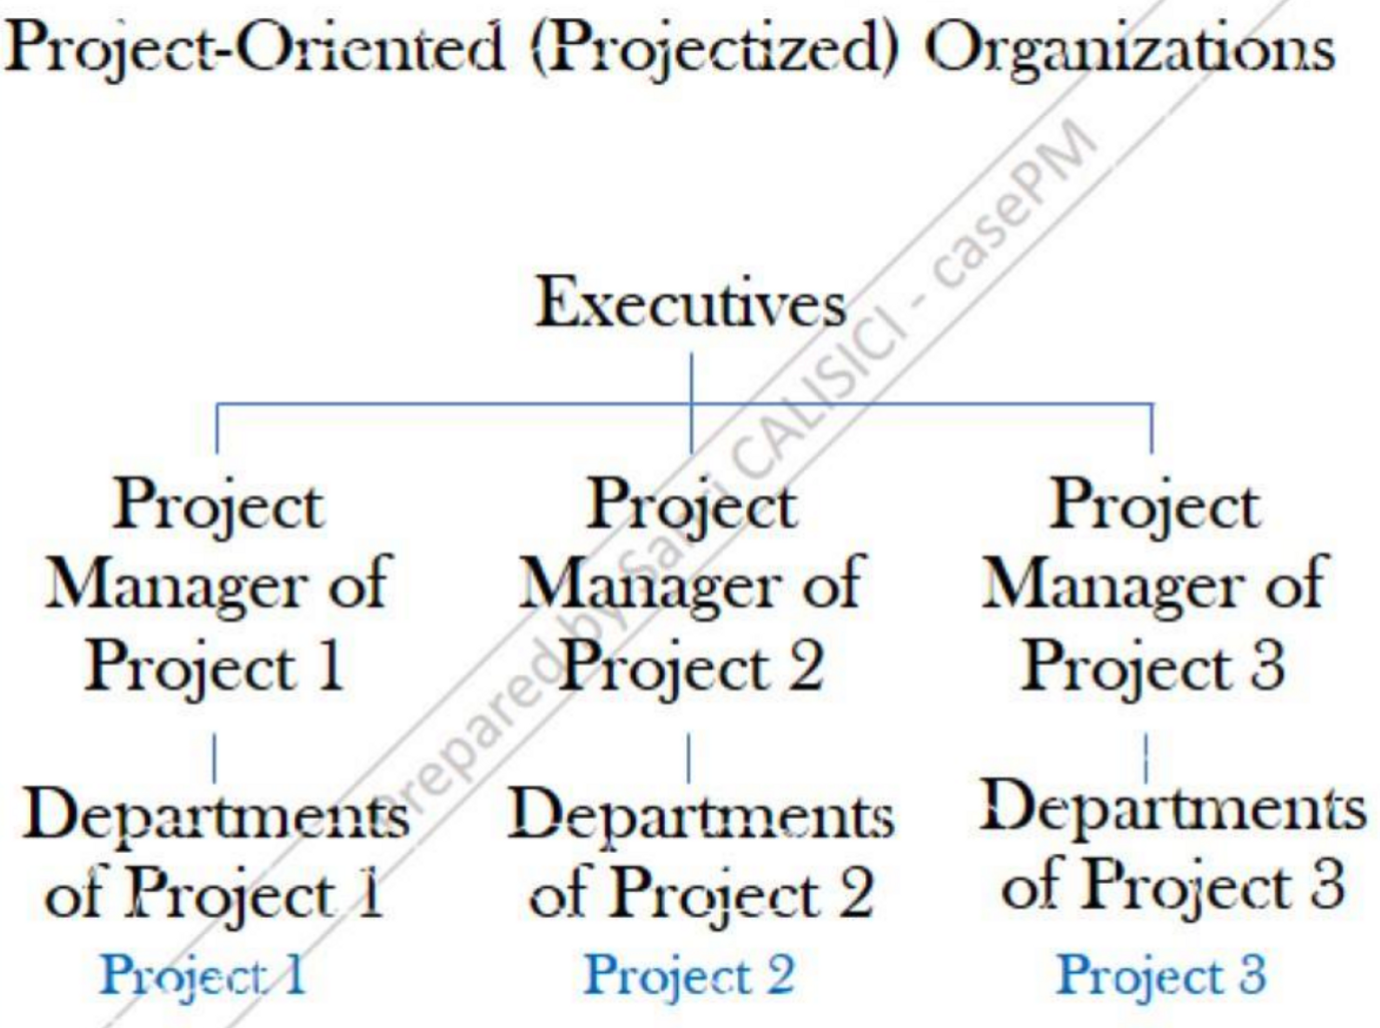 Project-Oriented (Projectized) Organizations
Executives
Project
Manager of
Project 1
Project
Manager of
Project 2
Project
Manager of
Project 3
Departments
of Project 1
Departments
of Project 2
Departments
of Project 3
Project 1
Project 2
Project 3
Prepared by Sabri CALISICI - casePM